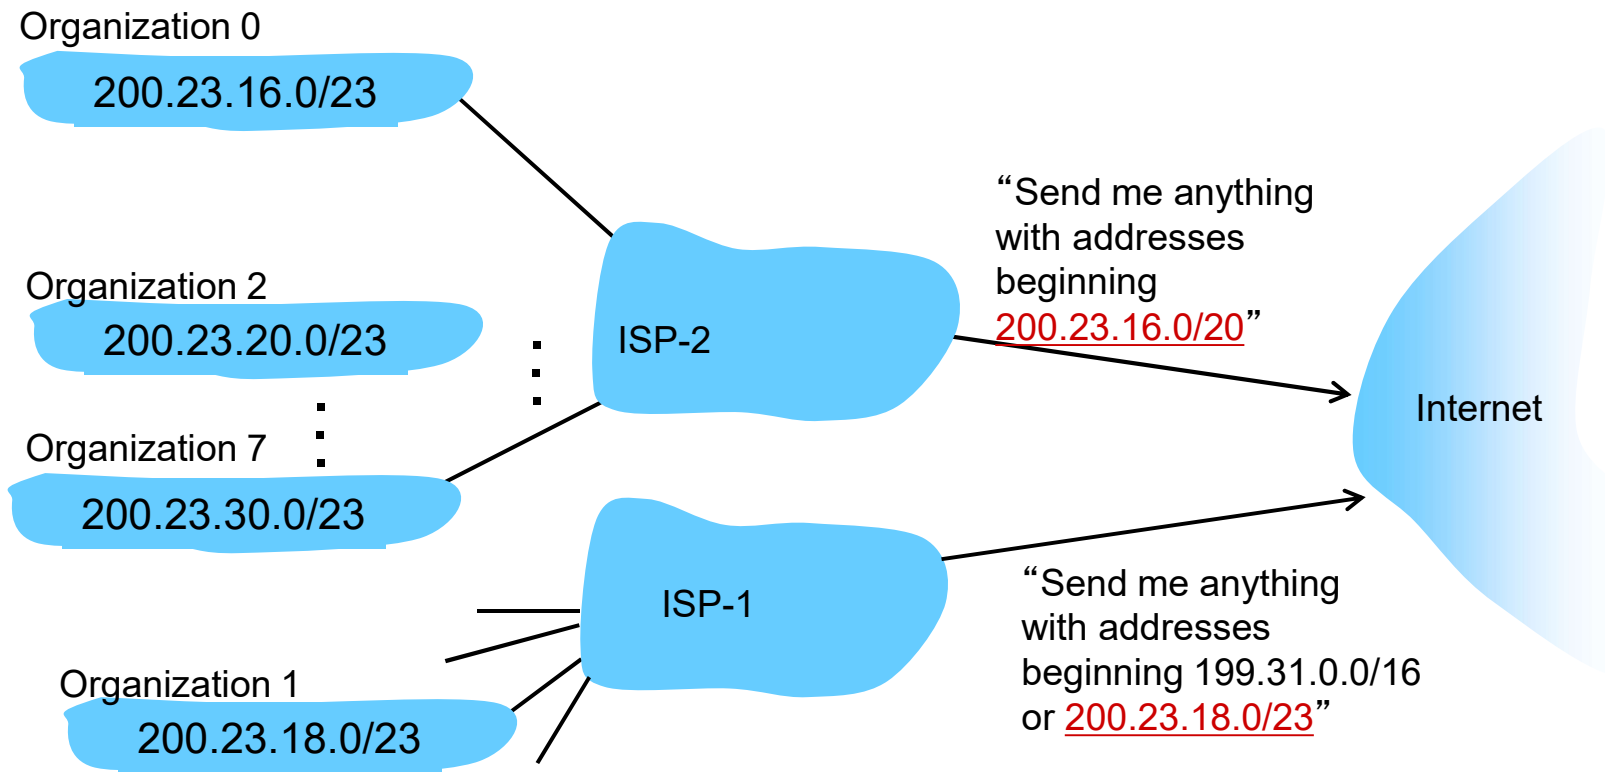 Organization 0
200.23.16.0/23
Organization 2
200.23.20.0/23
Organization 7
200.23.30.0/23
Organization 1
200.23.18.0/23
ISP-2
ISP-1
“Send me anything
with addresses
beginning
200.23.16.0/20”
“Send me anything
with addresses
beginning 199.31.0.0/16
or 200.23.18.0/23”
Internet